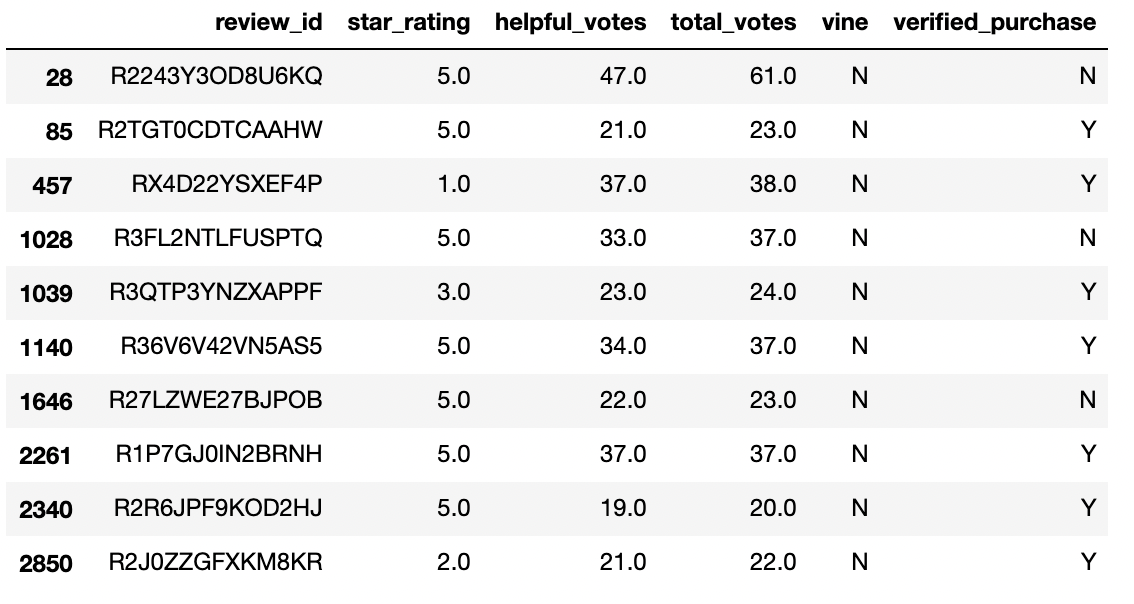 review_id star_rating helpful_votes total_votes vine verified_purchase
28 R2243Y3OD8U6KQ 5.0 47.0 61.0 N N
85 R2TGT0CDTCAAHW 5.0 21.0 23.0 N Y
457 RX4D22YSXEF4P 1.0 37.0 38.0 N Y
1028 R3FL2NTLFUSPTQ 5.0 33.0 37.0 N N
1039 R3QTP3YNZXAPPF 3.0 23.0 24.0 N Y
1140 R36V6V42VN5AS5 5.0 34.0 37.0 N Y
1646 R27LZWE27BJPOB 5.0 22.0 23.0 N N
2261 R1P7GJ0IN2BRNH 5.0 37.0 37.0 N Y
2340 R2R6JPF9KOD2HJ 5.0 19.0 20.0 N Y
2850 R2J0ZZGFXKM8KR 2.0 21.0 22.0 N Y